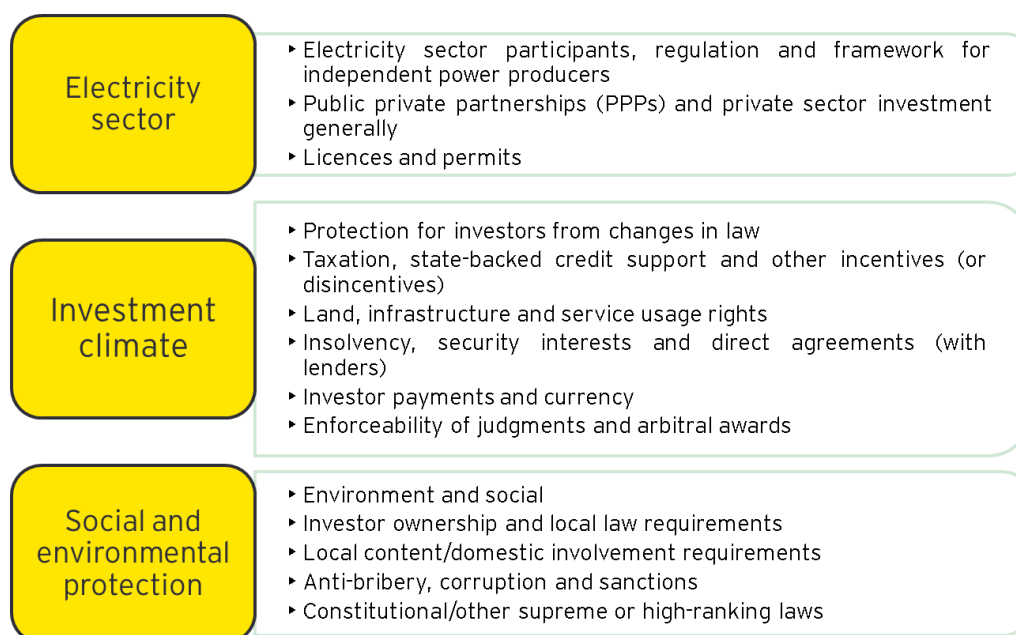 Electricity
sector
‣ Electricity sector participants, regulation and framework for
independent power producers
‣ Public private partnerships (PPPs) and private sector investment
generally
‣ Licences and permits
Investment
climate
‣ Protection for investors from changes in law
‣ Taxation, state-backed credit support and other incentives (or
disincentives)
‣ Land, infrastructure and service usage rights
‣ Insolvency, security interests and direct agreements (with
lenders)
‣ Investor payments and currency
‣ Enforceability of judgments and arbitral awards
Social and
environmental
protection
‣ Environment and social
‣ Investor ownership and local law requirements
‣ Local content/domestic involvement requirements
‣ Anti-bribery, corruption and sanctions
‣ Constitutional/other supreme or high-ranking laws